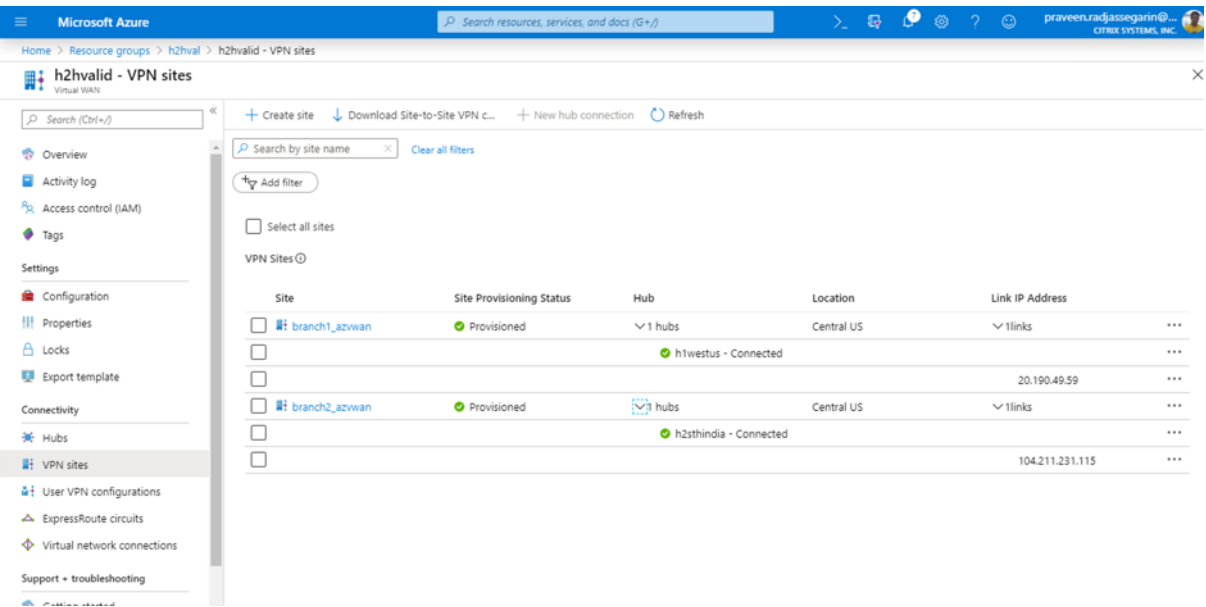 Microsoft Azure
Search resources, services, and docs (G+/)
7
praveen.radjassegarin@...
CITRIX SYSTEMS, INC.
Home > Resource groups > h2hval > h2hvalid - VPN sites
h2hvalid - VPN sites
Virtual WAN
Search (Ctrl+/)
Overview
Activity log
Access control (IAM)
Tags
Settings
Configuration
Properties
Locks
Export template
Connectivity
Hubs
VPN sites
User VPN configurations
ExpressRoute circuits
Virtual network connections
Support + troubleshooting
Getting started
Create site Download Site-to-Site VPN c... New hub connection Refresh
Search by site name Clear all filters
Add filter
Select all sites
VPN Sites
Site Site Provisioning Status Hub Location Link IP Address
branch1_azvwan Provisioned 1 hubs Central US 1links
h1westus - Connected
20.190.49.59
branch2_azvwan Provisioned 1 hubs Central US 1links
h2sthindia - Connected
104.211.231.115